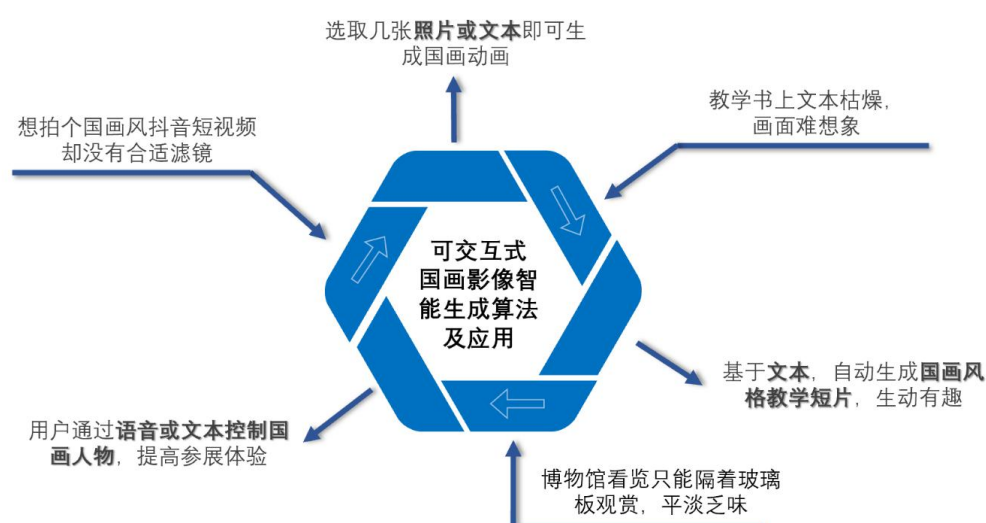 选取几张照片或文本即可生
成国画动画
想拍个国画风抖音短视频
却没有合适滤镜
教学书上文本枯燥，
画面难想象
可交互式
国画影像智
能生成算法
及应用
基于文本，自动生成国画风
格教学短片，生动有趣
用户通过语音或文本控制国
画人物，提高参展体验
博物馆看览只能隔着玻璃
板观赏，平淡乏味